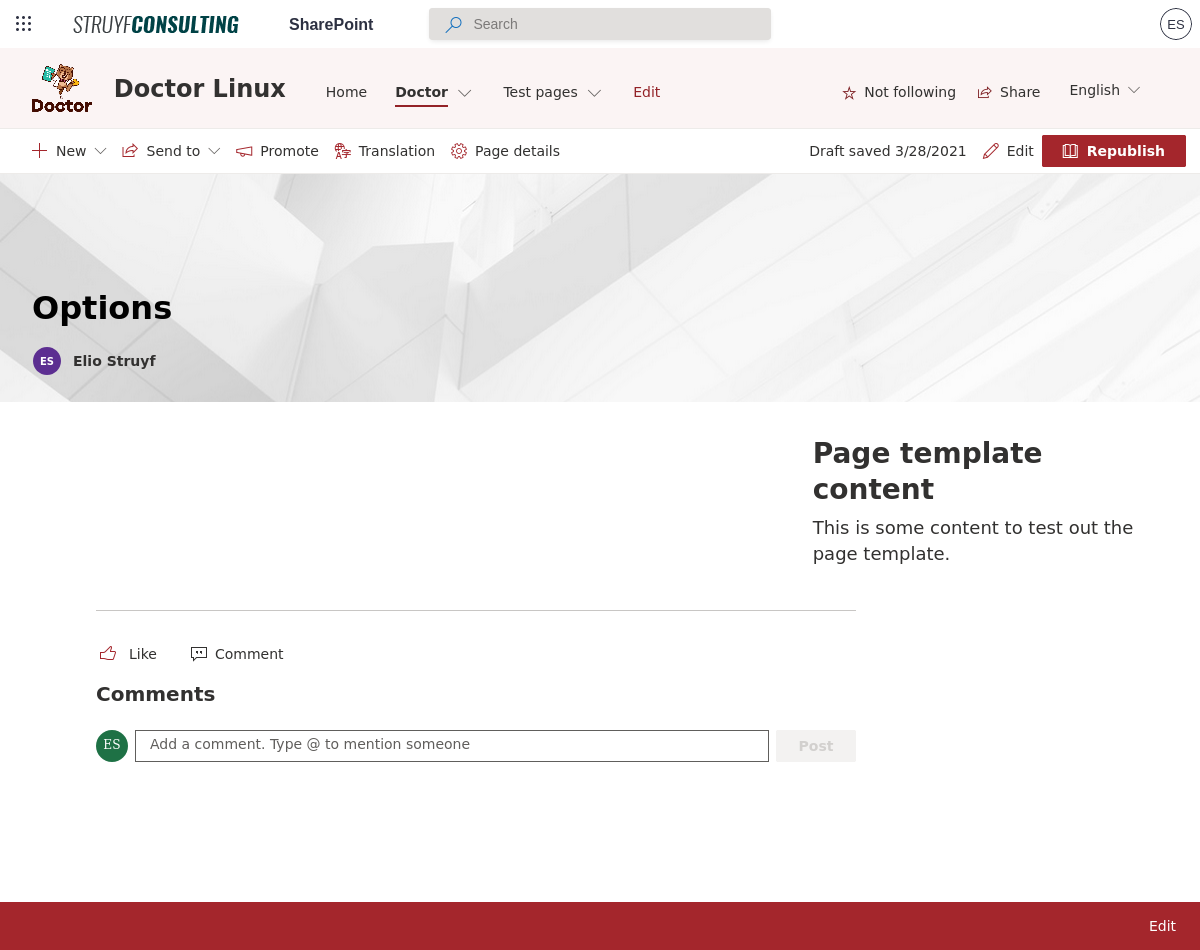 STRUYFCONSULTING SharePoint Search ES
Doctor Doctor Linux Home Doctor Test pages Edit Not following Share English
New Send to Promote Translation Page details Draft saved 3/28/2021 Edit Republish
Options
ES Elio Struyf
Page template
content
This is some content to test out the
page template.
Like Comment
Comments
ES Add a comment. Type @ to mention someone Post
Edit